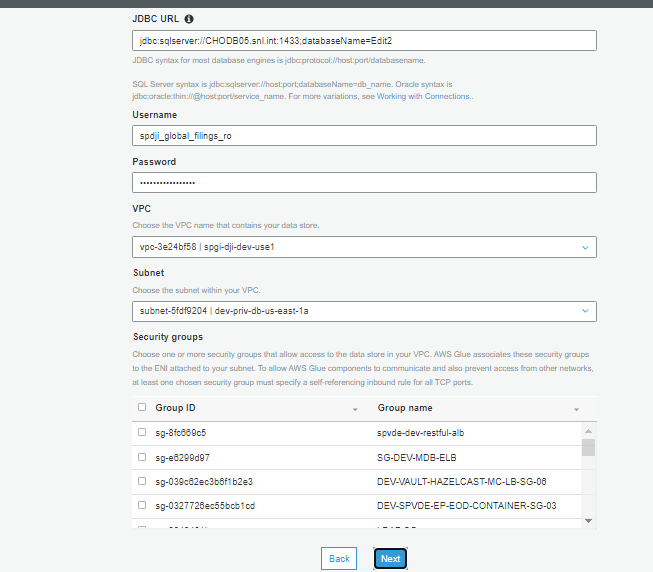 JDBC URL
jdbc:sqlserver://CHODB05.snl.int:1433;databaseName=Edit2
JDBC syntax for most database engines is jdbc:protocol://host:port/databasename.
SQL Server syntax is jdbc:sqlserver://host:port;databaseName=db_name. Oracle syntax is
jdbc:oracle:thin://@host:port/service_name. For more variations, see Working with Connections..
Username
spdji_global_filings_ro
Password
•••••••••••••••••
VPC
Choose the VPC name that contains your data store.
vpc-3e24bf58 | spgi-dji-dev-use1
Subnet
Choose the subnet within your VPC.
subnet-5fdf9204 | dev-priv-db-us-east-1a
Security groups
Choose one or more security groups that allow access to the data store in your VPC. AWS Glue associates these security groups
to the ENI attached to your subnet. To allow AWS Glue components to communicate and also prevent access from other networks,
at least one chosen security group must specify a self-referencing inbound rule for all TCP ports.
Group ID Group name
sg-8fc669c5 spvde-dev-restful-alb
sg-e6299d97 SG-DEV-MDB-ELB
sg-039c62ec3b6f1b2e3 DEV-VAULT-HAZELCAST-MC-LB-SG-06
sg-0327726ec55bcb1cd DEV-SPVDE-EP-EOD-CONTAINER-SG-03
Back Next